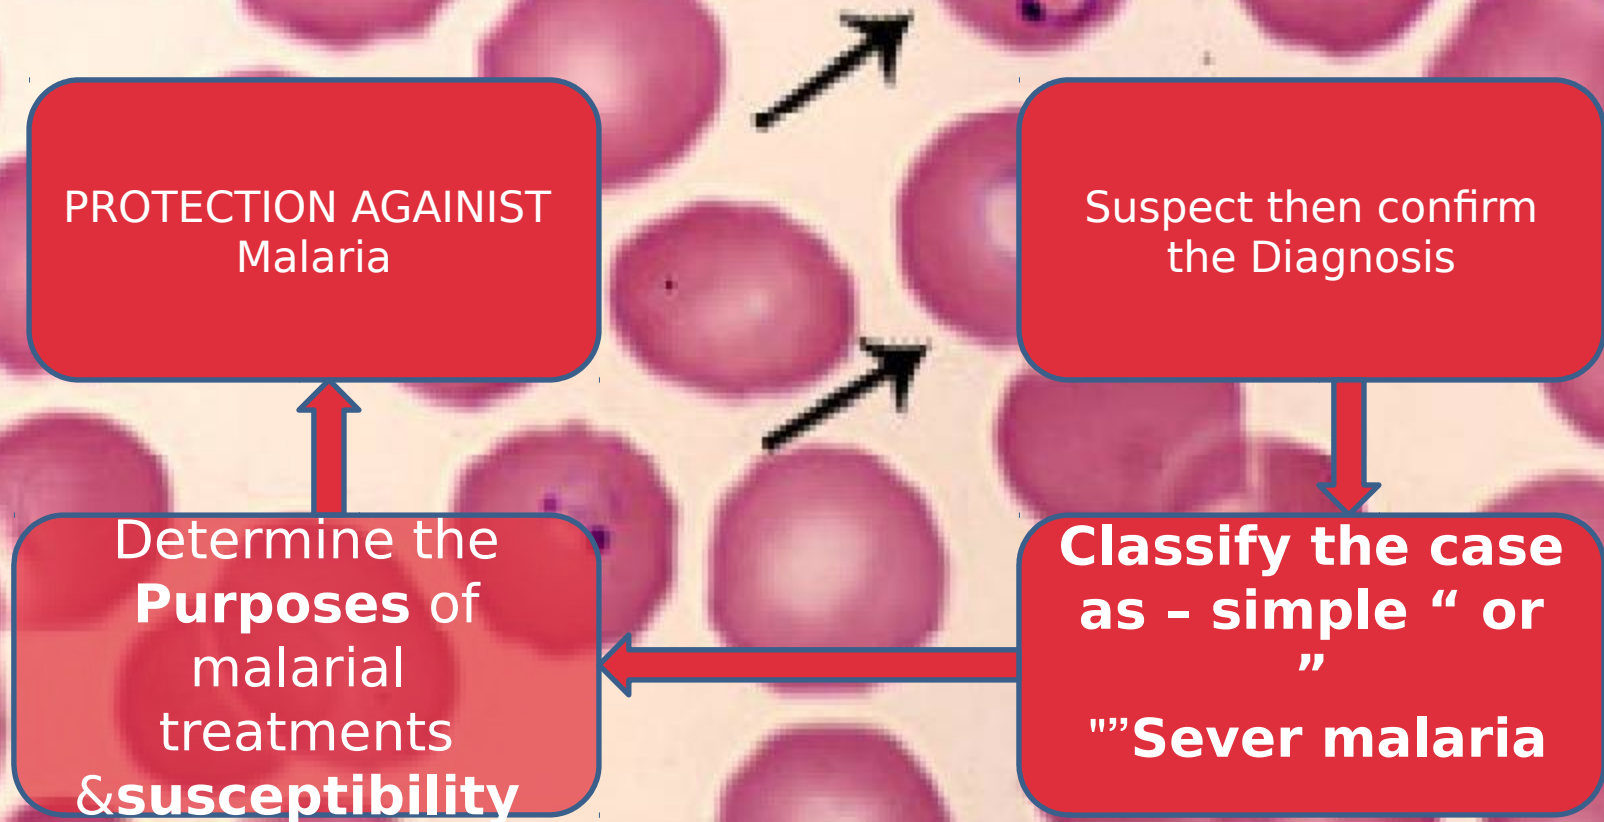 PROTECTION AGAINIST
Malaria
Suspect then confirm
the Diagnosis
Classify the case
as – simple “ or
”
"”Sever malaria
Determine the
Purposes of
malarial
treatments
&susceptibility